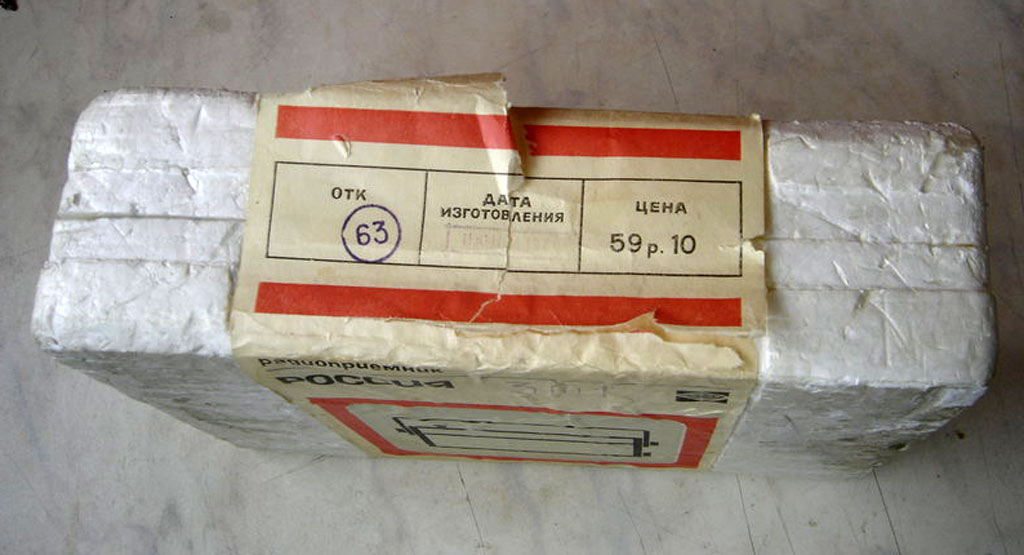 ОТК
63
ДАТА
ИЗГОТОВЛЕНИЯ
ЦЕНА
59 р. 10
радиоприемник
РОССИЯ